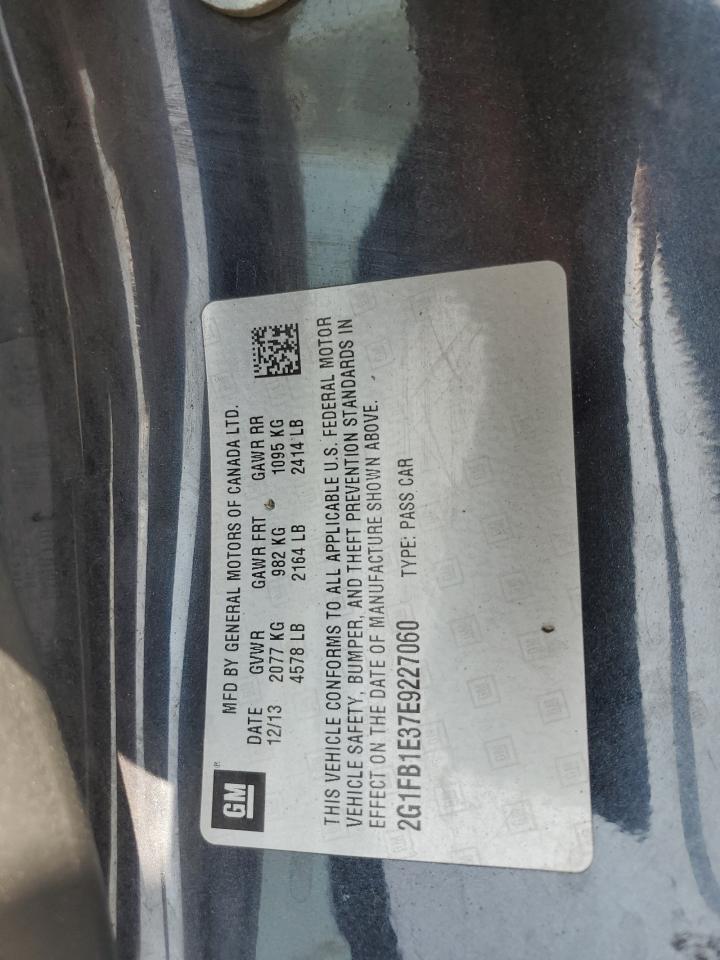 GM
MFD BY GENERAL MOTORS OF CANADA LTD.
DATE GVWR GAWR FRT GAWR RR
12/13 2077 KG 982 KG 1095 KG
4578 LB 2164 LB 2414 LB
THIS VEHICLE CONFORMS TO ALL APPLICABLE U.S. FEDERAL MOTOR
VEHICLE SAFETY, BUMPER, AND THEFT PREVENTION STANDARDS IN
EFFECT ON THE DATE OF MANUFACTURE SHOWN ABOVE.
2G1FB1E37E9227060 TYPE: PASS CAR